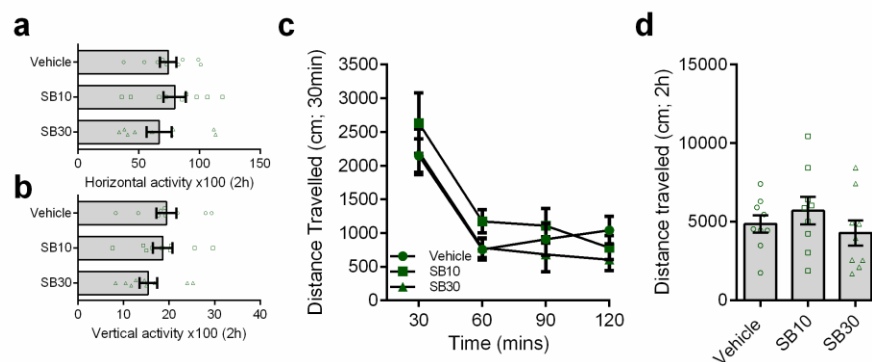 a
Vehicle
SB10
SB30
0 50 100 150
Horizontal activity x100 (2h)
b
Vehicle
SB10
SB30
0 10 20 30 40
Vertical activity x100 (2h)
c
Distance Travelled (cm; 30min)
3500
3000
2500
2000
1500
1000
500
0
Vehicle
SB10
SB30
30 60 90 120
Time (mins)
d
Distance travelled (cm; 2h)
15000
10000
5000
0
Vehicle
SB10
SB30